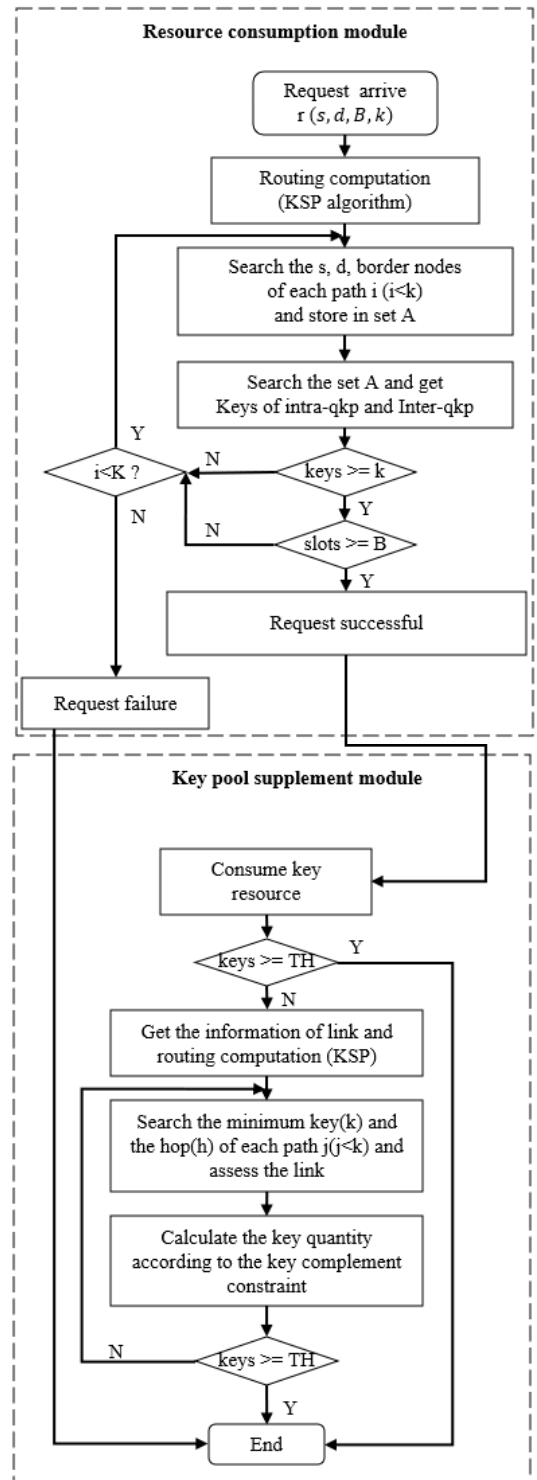 Resource consumption module
Request arrive
r (s, d, B, k)
Routing computation
(KSP algorithm)
Search the s, d, border nodes
of each path i (i<k)
and store in set A
Search the set A and get
Keys of intra-qkp and Inter-qkp
Y
i<K ?
N
keys >= k
N
Y
N
slots >= B
Y
Request successful
Request failure
Key pool supplement module
Consume key
resource
keys >= TH
Y
N
Get the information of link and
routing computation (KSP)
Search the minimum key(k) and
the hop(h) of each path j(j<k) and
assess the link
Calculate the key quantity
according to the key complement
constraint
N
keys >= TH
Y
End